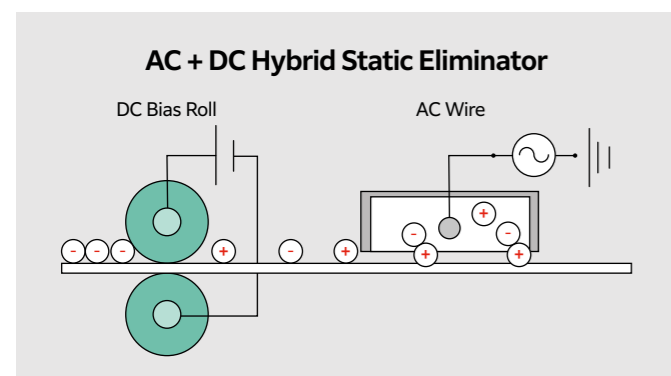 AC + DC Hybrid Static Eliminator
DC Bias Roll
AC Wire
- - - + - + - + + - +